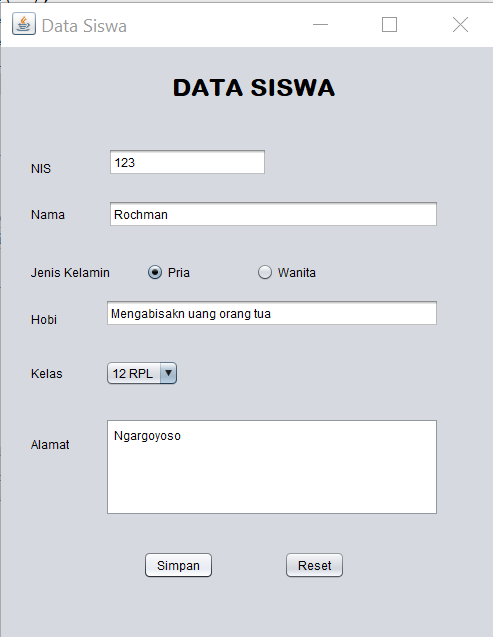 Data Siswa
DATA SISWA
NIS 123
Nama Rochman
Jenis Kelamin Pria Wanita
Hobi Mengabisakn uang orang tua
Kelas 12 RPL
Alamat Ngargoyoso
Simpan Reset